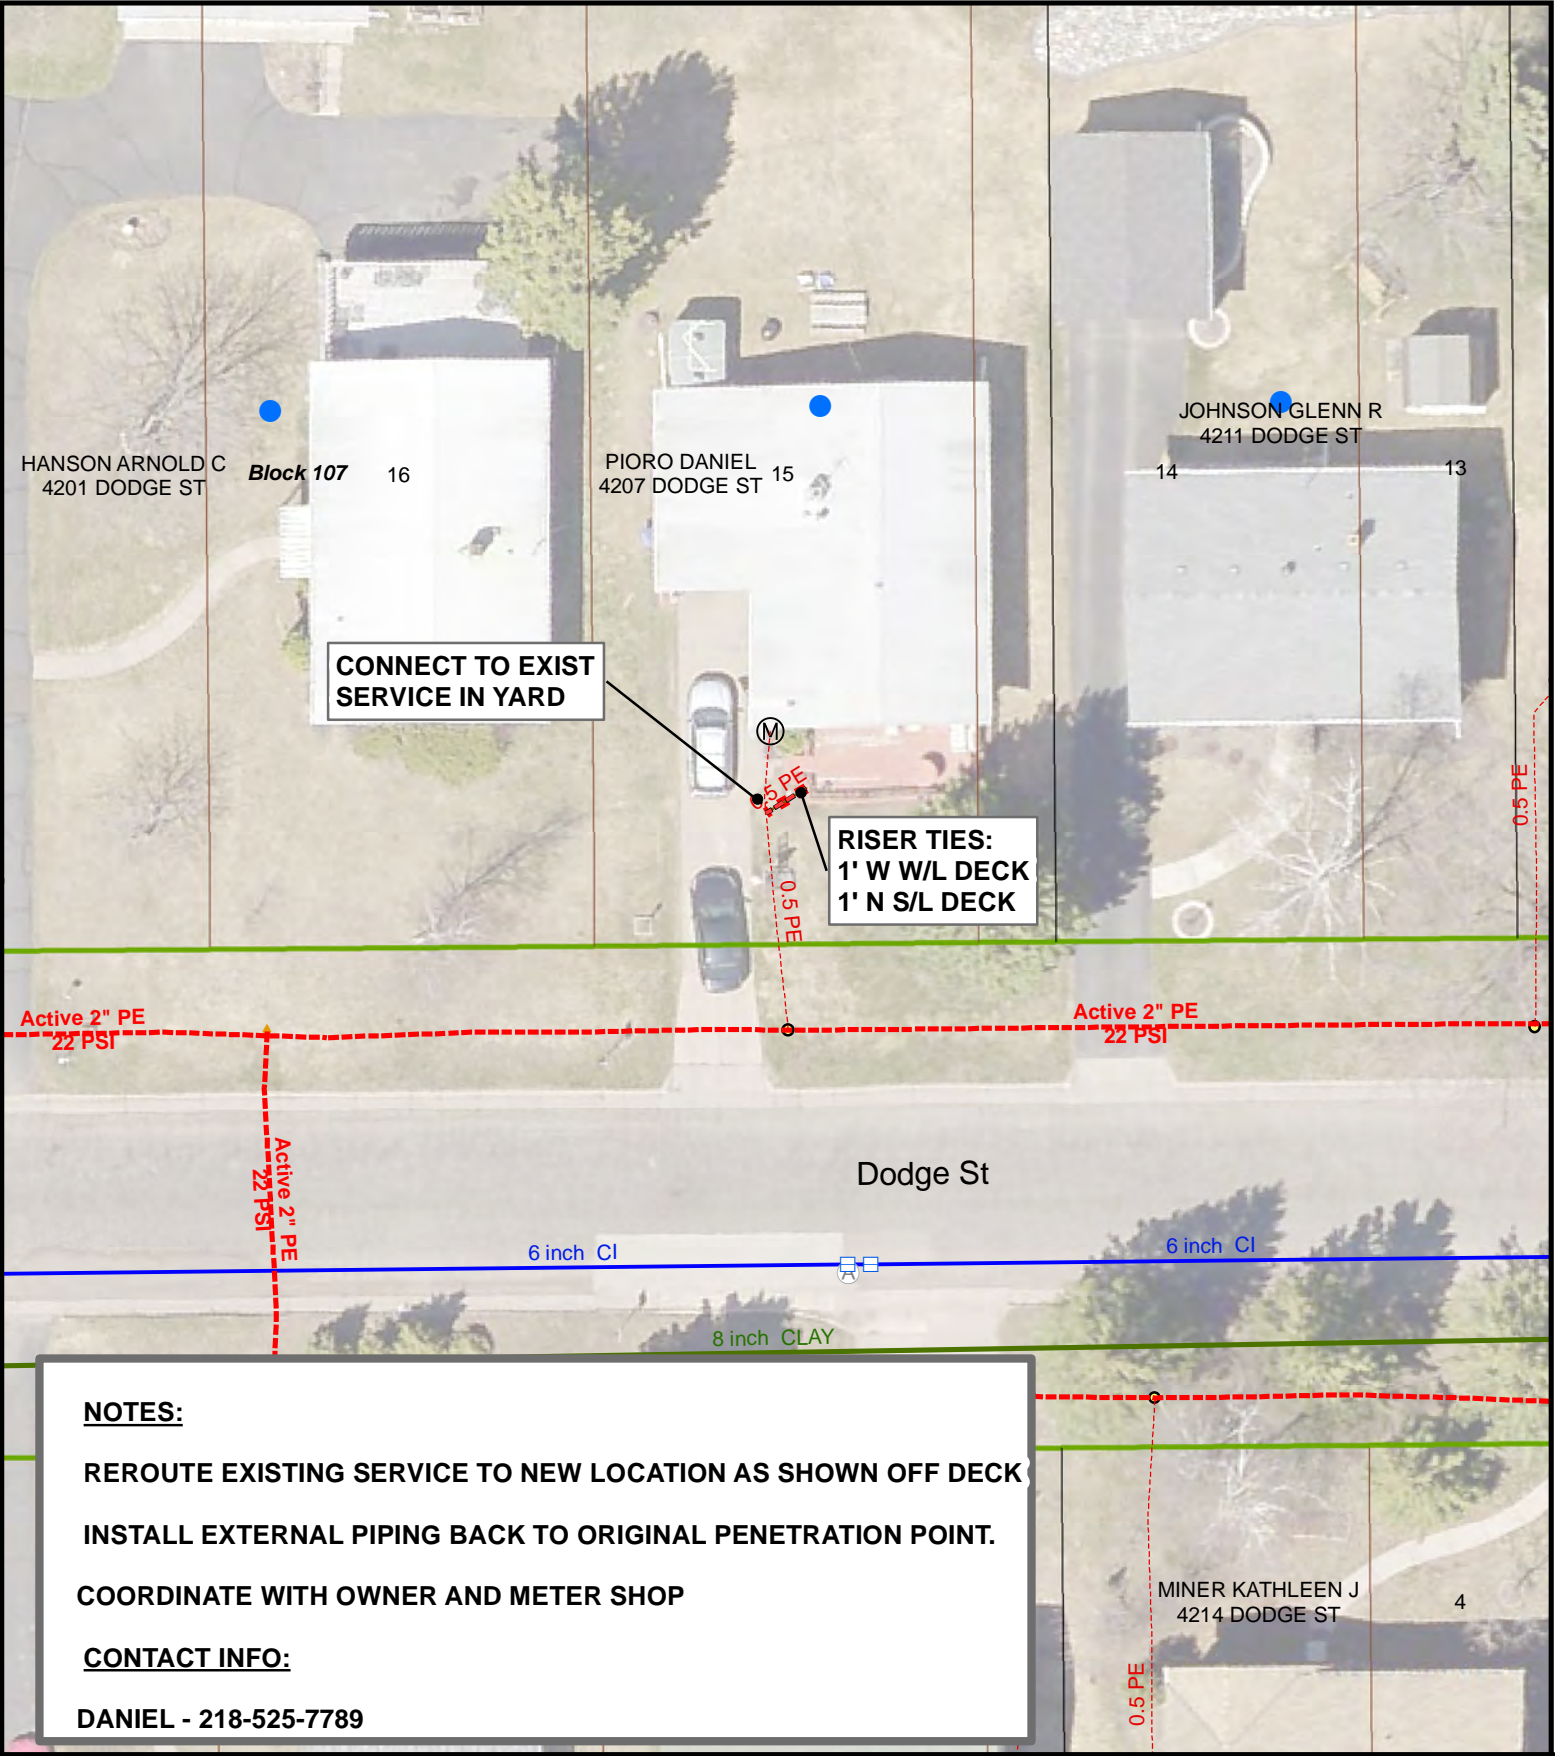 JOHNSON GLENN R
4211 DODGE ST
HANSON ARNOLD C
4201 DODGE ST
Block 107
16
PIORO DANIEL
4207 DODGE ST
15
14
13
CONNECT TO EXIST
SERVICE IN YARD
M
.5 PE
0.5 PE
RISER TIES:
1' W W/L DECK
1' N S/L DECK
0.5 PE
Active 2" PE
22 PSI
Active 2" PE
22 PSI
Active 2" PE
22 PSI
Dodge St
6 inch CI
6 inch CI
A
8 inch CLAY
NOTES:
REROUTE EXISTING SERVICE TO NEW LOCATION AS SHOWN OFF DECK
INSTALL EXTERNAL PIPING BACK TO ORIGINAL PENETRATION POINT.
COORDINATE WITH OWNER AND METER SHOP
CONTACT INFO:
DANIEL - 218-525-7789
MINER KATHLEEN J
4214 DODGE ST
4
0.5 PE